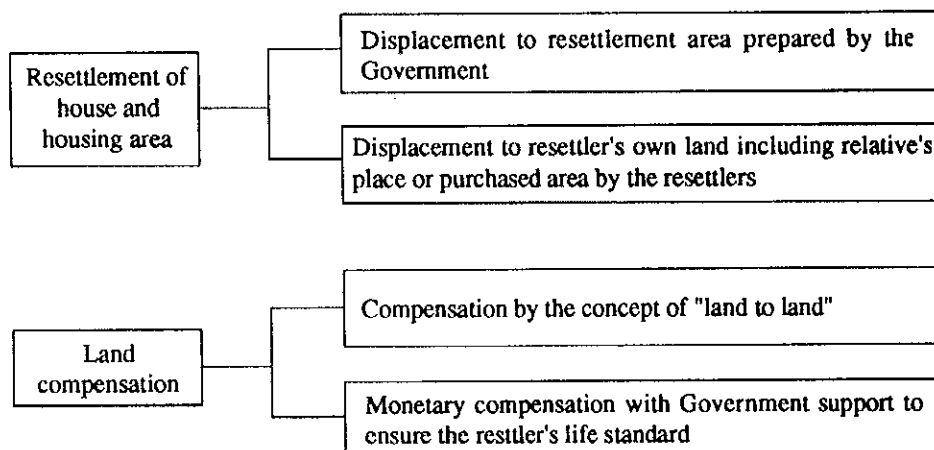 Resettlement of
house and
housing area
Displacement to resettlement area prepared by the
Government
Displacement to resettler's own land including relative's
place or purchased area by the resettlers
Land
compensation
Compensation by the concept of "land to land"
Monetary compensation with Government support to
ensure the resttler's life standard